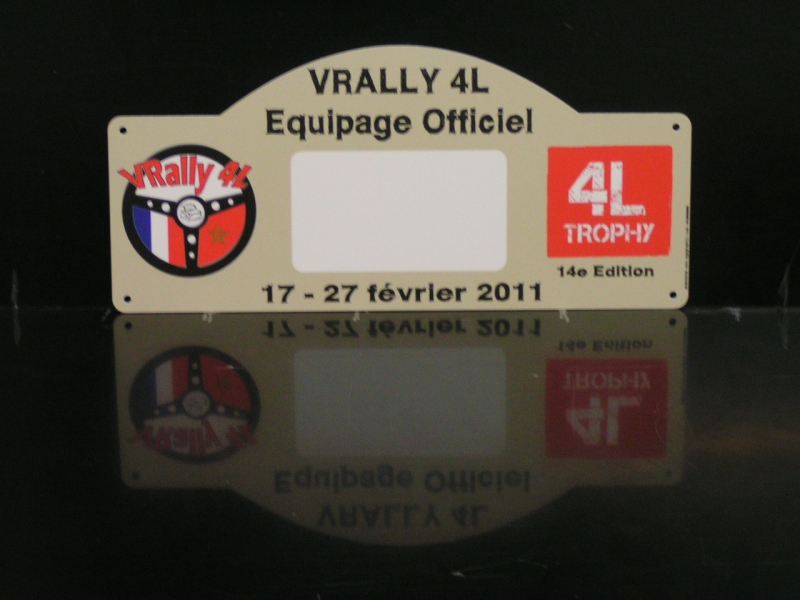 VRALLY 4L
Equipage Officiel
VRally 4L
4L
TROPHY
14e Edition
17 - 27 février 2011